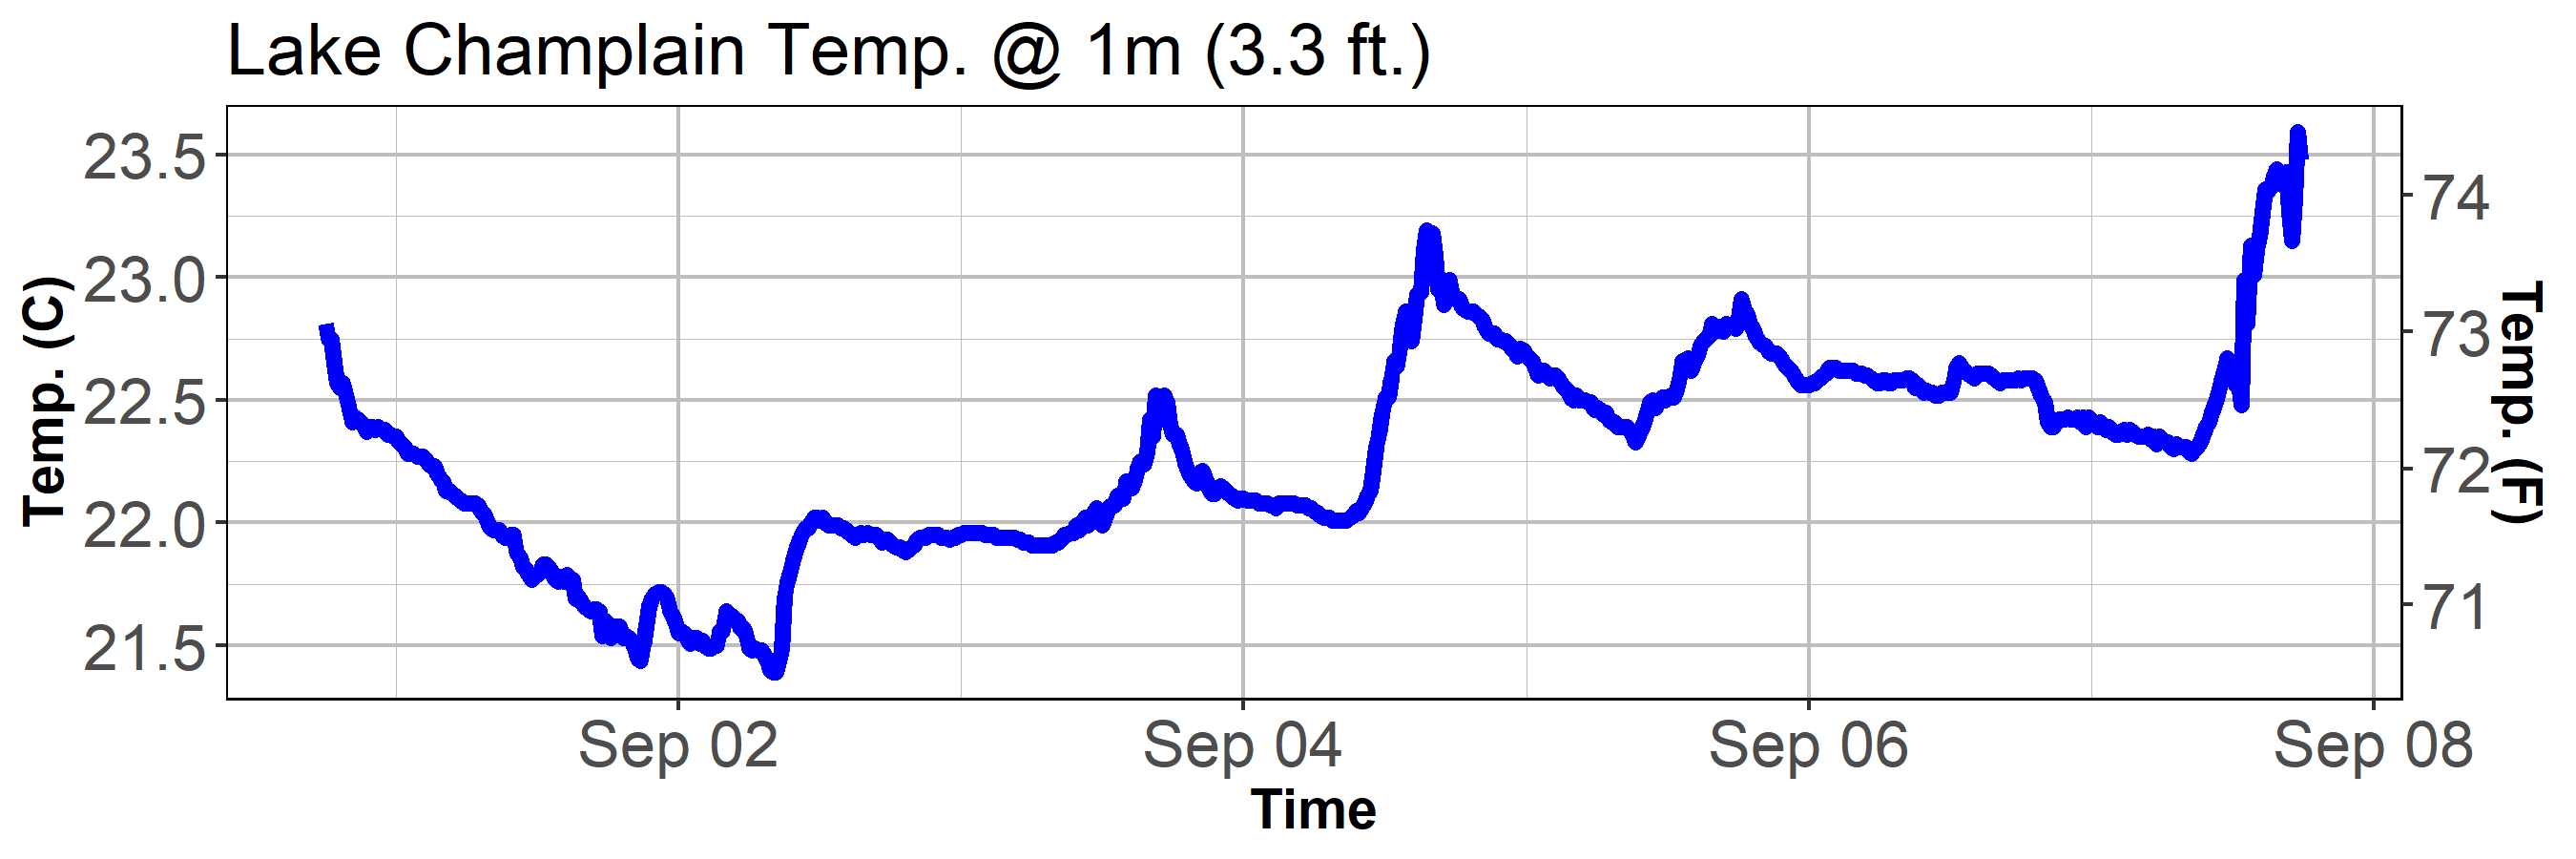 Lake Champlain Temp. @ 1m (3.3 ft.)
23.5
23.0
22.5
22.0
21.5
Temp. (C)
74
73
72
71
Temp. (F)
Sep 02 Sep 04 Sep 06 Sep 08
Time